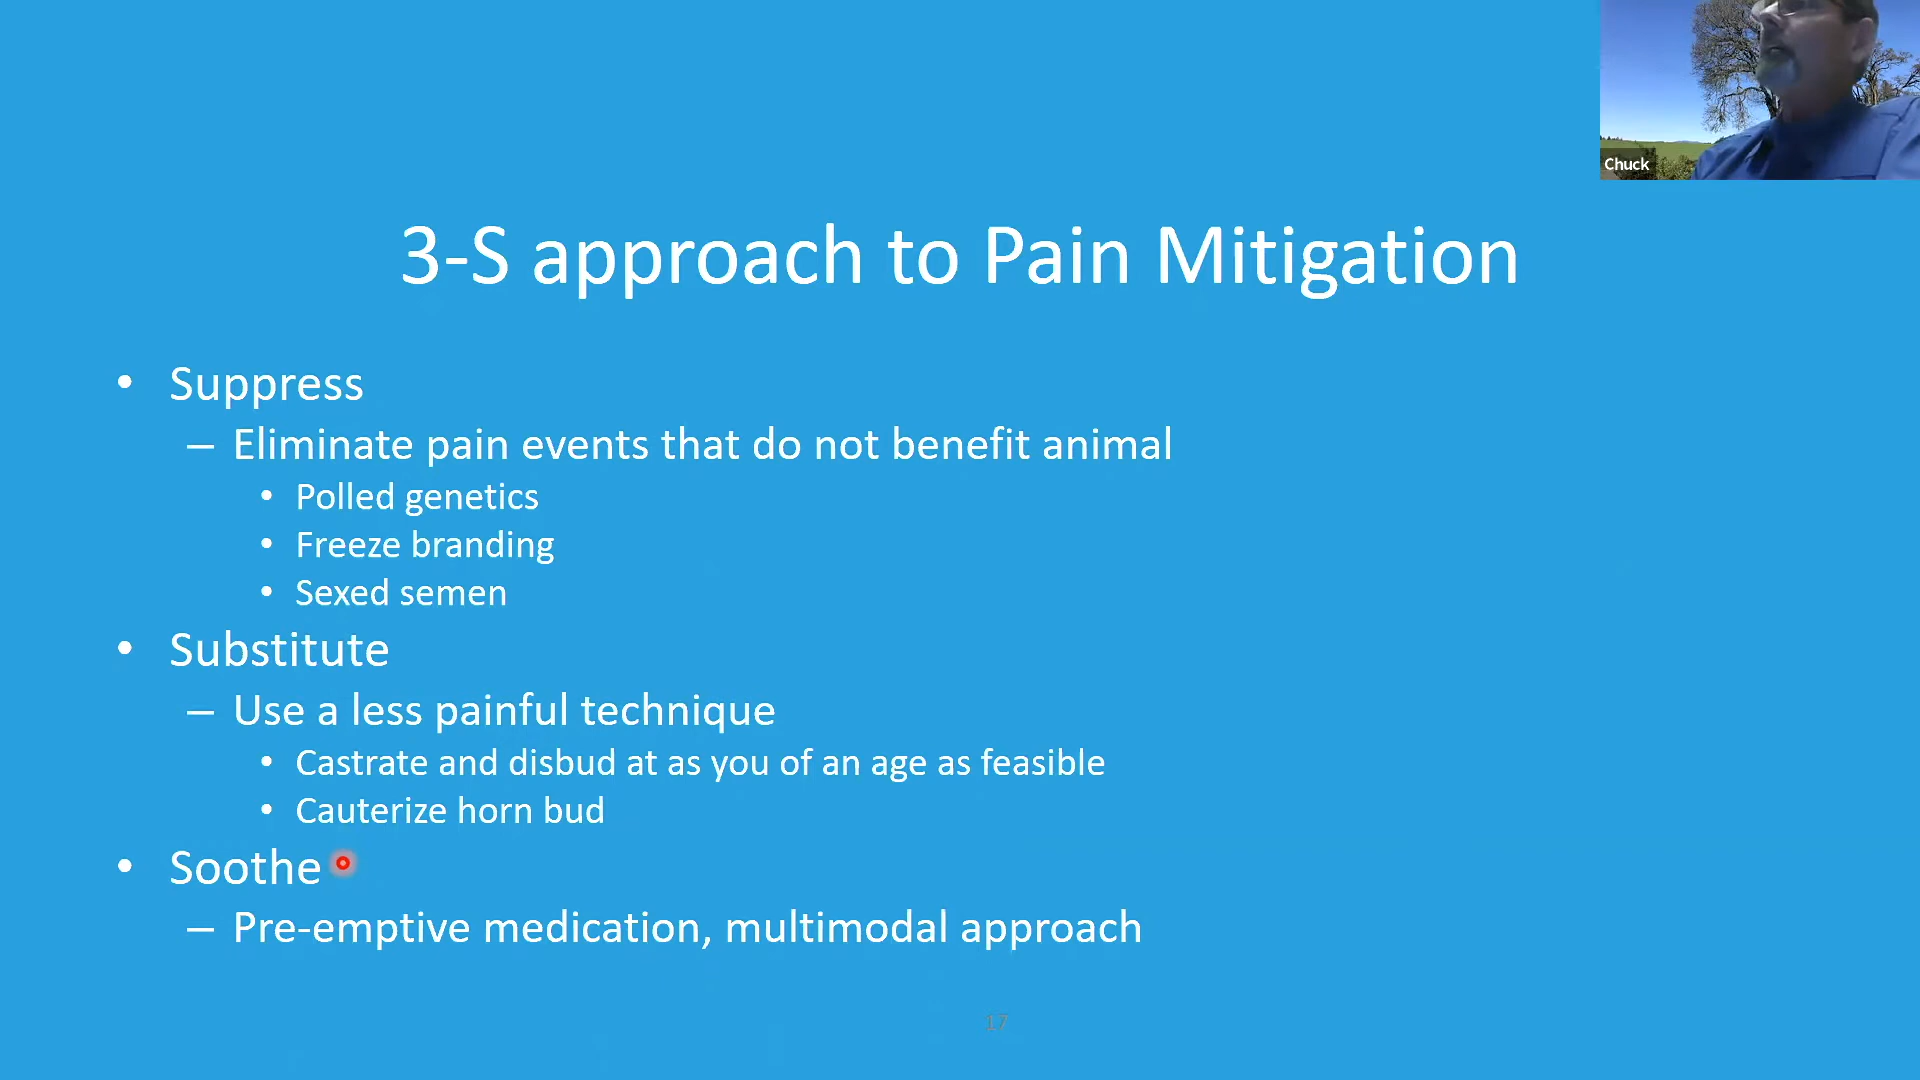 Chuck
3-S approach to Pain Mitigation
• Suppress
– Eliminate pain events that do not benefit animal
• Polled genetics
• Freeze branding
• Sexed semen
• Substitute
– Use a less painful technique
• Castrate and disbud at as you of an age as feasible
• Cauterize horn bud
• Soothe
– Pre-emptive medication, multimodal approach
17